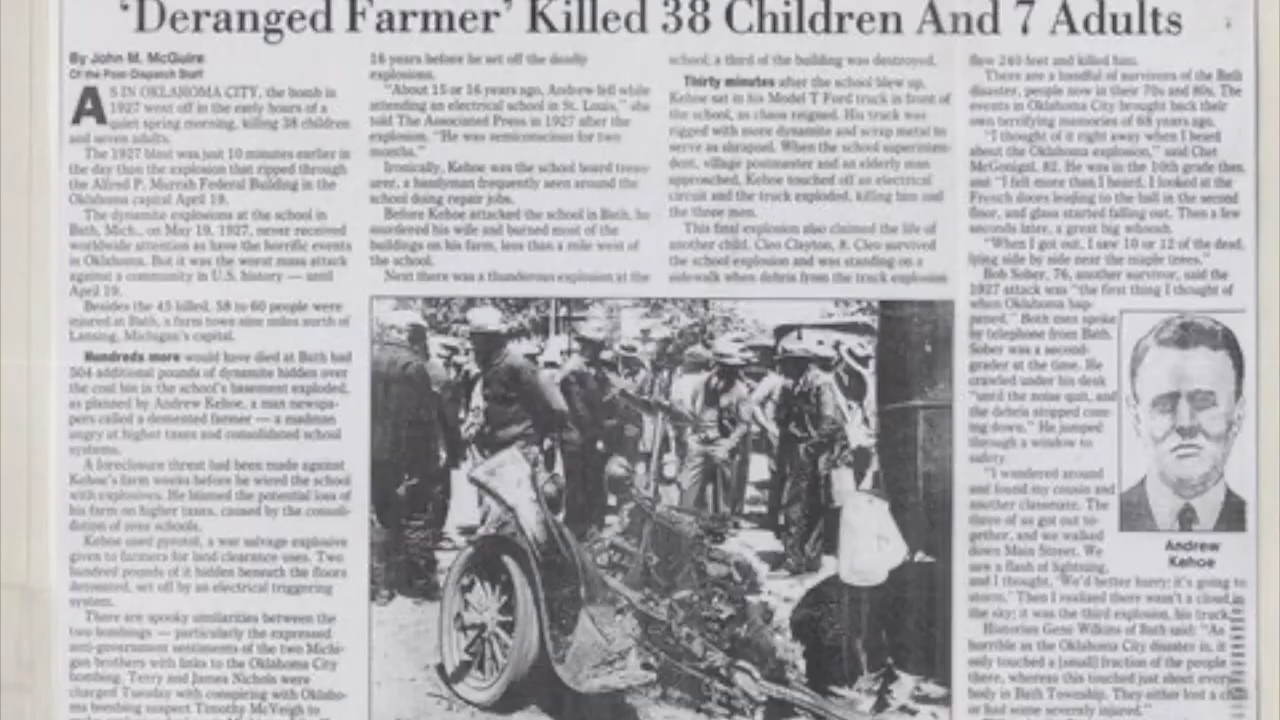 'Deranged Farmer' Killed 38 Children And 7 Adults
By John M. McGuire
Of the Post-Dispatch Staff
AS IN OKLAHOMA CITY, the bomb in
1927 went off in the early hours of a
quiet spring morning, killing 38 children
and seven adults.
The 1927 blast was just 10 minutes earlier in
the day than the explosion that ripped through
the Alfred P. Murrah Federal Building in the
Oklahoma capital April 19.
The dynamite explosions at the school in
Bath, Mich., on May 18, 1927, never received
worldwide attention as have the horrific events
in Oklahoma. But it was the worst mass attack
against a community in U.S. history — until
April 19.
Besides the 45 killed, 58 to 60 people were
injured at Bath, a farm town nine miles north of
Lansing, Michigan's capital.
Hundreds more would have died at Bath had
504 additional pounds of dynamite hidden over
the coal bin in the school's basement exploded,
as planned by Andrew Kehoe, a man newspa-
pers called a demented farmer — a madman
angry at higher taxes and consolidated school
systems.
A foreclosure threat had been made against
Kehoe's farm weeks before he wired the school
with explosives. He blamed the potential loss of
his farm on higher taxes, caused by the consoli-
dation of area schools.
Kehoe used pyrotol, a war salvage explosive
given to farmers for land clearance uses. Two
hundred pounds of it hidden beneath the floors
detonated, set off by an electrical triggering
system.
There are spooky similarities between the
two bombings — particularly the expressed
anti-government sentiments of the two Michi-
gan brothers with links to the Oklahoma City
bombing. Terry and James Nichols were
charged Tuesday with conspiring with Oklaho-
ma bombing suspect Timothy McVeigh to
16 years before he set off the deadly
explosions.
"About 15 or 16 years ago, Andrew fell while
attending an electrical school in St. Louis," she
told The Associated Press in 1927 after the
explosion. "He was semiconscious for two
months."
Ironically, Kehoe was the school board treas-
urer, a handyman frequently seen around the
school doing repair jobs.
Before Kehoe attacked the school in Bath, he
murdered his wife and burned most of the
buildings on his farm, less than a mile west of
the school.
Next there was a thunderous explosion at the
school; a third of the building was destroyed.
Thirty minutes after the school blew up,
Kehoe sat in his Model T Ford truck in front of
the school, as chaos reigned. His truck was
rigged with more dynamite and scrap metal to
serve as shrapnel. When the school superinten-
dent, village postmaster and an elderly man
approached, Kehoe touched off an electrical
circuit and the truck exploded, killing him and
the three men.
This final explosion also claimed the life of
another child. Cleo Clayton, 8. Cleo survived
the school explosion and was standing on a
sidewalk when debris from the truck explosion
flew 240 feet and killed him.
There are a handful of survivors of the Bath
disaster, people now in their 70s and 80s. The
events in Oklahoma City brought back their
own terrifying memories of 68 years ago.
"I thought of it right away when I heard
about the Oklahoma explosion," said Chet
McGonigal, 82. He was in the 10th grade then,
and "I felt more than I heard. I looked at the
French doors leading to the hall in the second
floor, and glass started falling out. Then a few
seconds later, a great big whoosh.
"When I got out, I saw 10 or 12 of the dead,
lying side by side near the maple trees."
Bob Sober, 76, another survivor, said the
1927 attack was "the first thing I thought of
when Oklahoma hap-
pened." Both men spoke
by telephone from Bath.
Sober was a second-
grader at the time. He
crawled under his desk
"until the noise quit, and
the debris stopped com-
ing down." He jumped
through a window to
safety.
"I wandered around
and found my cousin and
another classmate. The
three of us got out to-
gether, and we walked
down Main Street. We
saw a flash of lightning,
and I thought, 'We'd better hurry; it's going to
storm.' Then I realized there wasn't a cloud in
the sky; it was the third explosion, his truck.
Historian Gene Wilkins of Bath said: "As
horrible as the Oklahoma City disaster is, it
only touched a [small] fraction of the people
there, whereas this touched just about every-
body in Bath Township. They either lost a
or had some severely injured."
Andrew
Kehoe